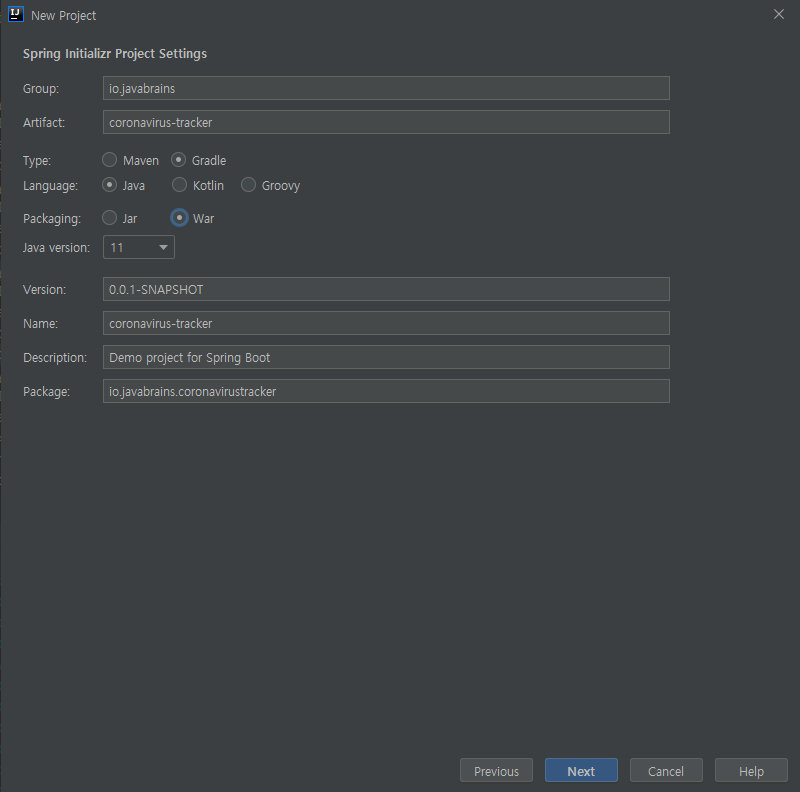 IJ New Project
Spring Initializr Project Settings
Group: io.javabrains
Artifact: coronavirus-tracker
Type: Maven Gradle
Language: Java Kotlin Groovy
Packaging: Jar War
Java version: 11
Version: 0.0.1-SNAPSHOT
Name: coronavirus-tracker
Description: Demo project for Spring Boot
Package: io.javabrains.coronavirustracker
Previous Next Cancel Help